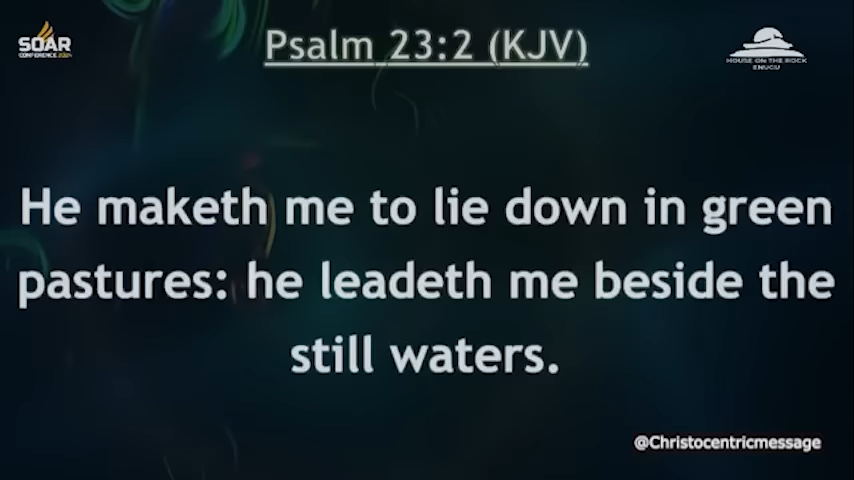 SOAR
CONFERENCE 2024
Psalm 23:2 (KJV)
HOUSE ON THE ROCK
ENUGU
He maketh me to lie down in green
pastures: he leadeth me beside the
still waters.
@Christocentricmessage